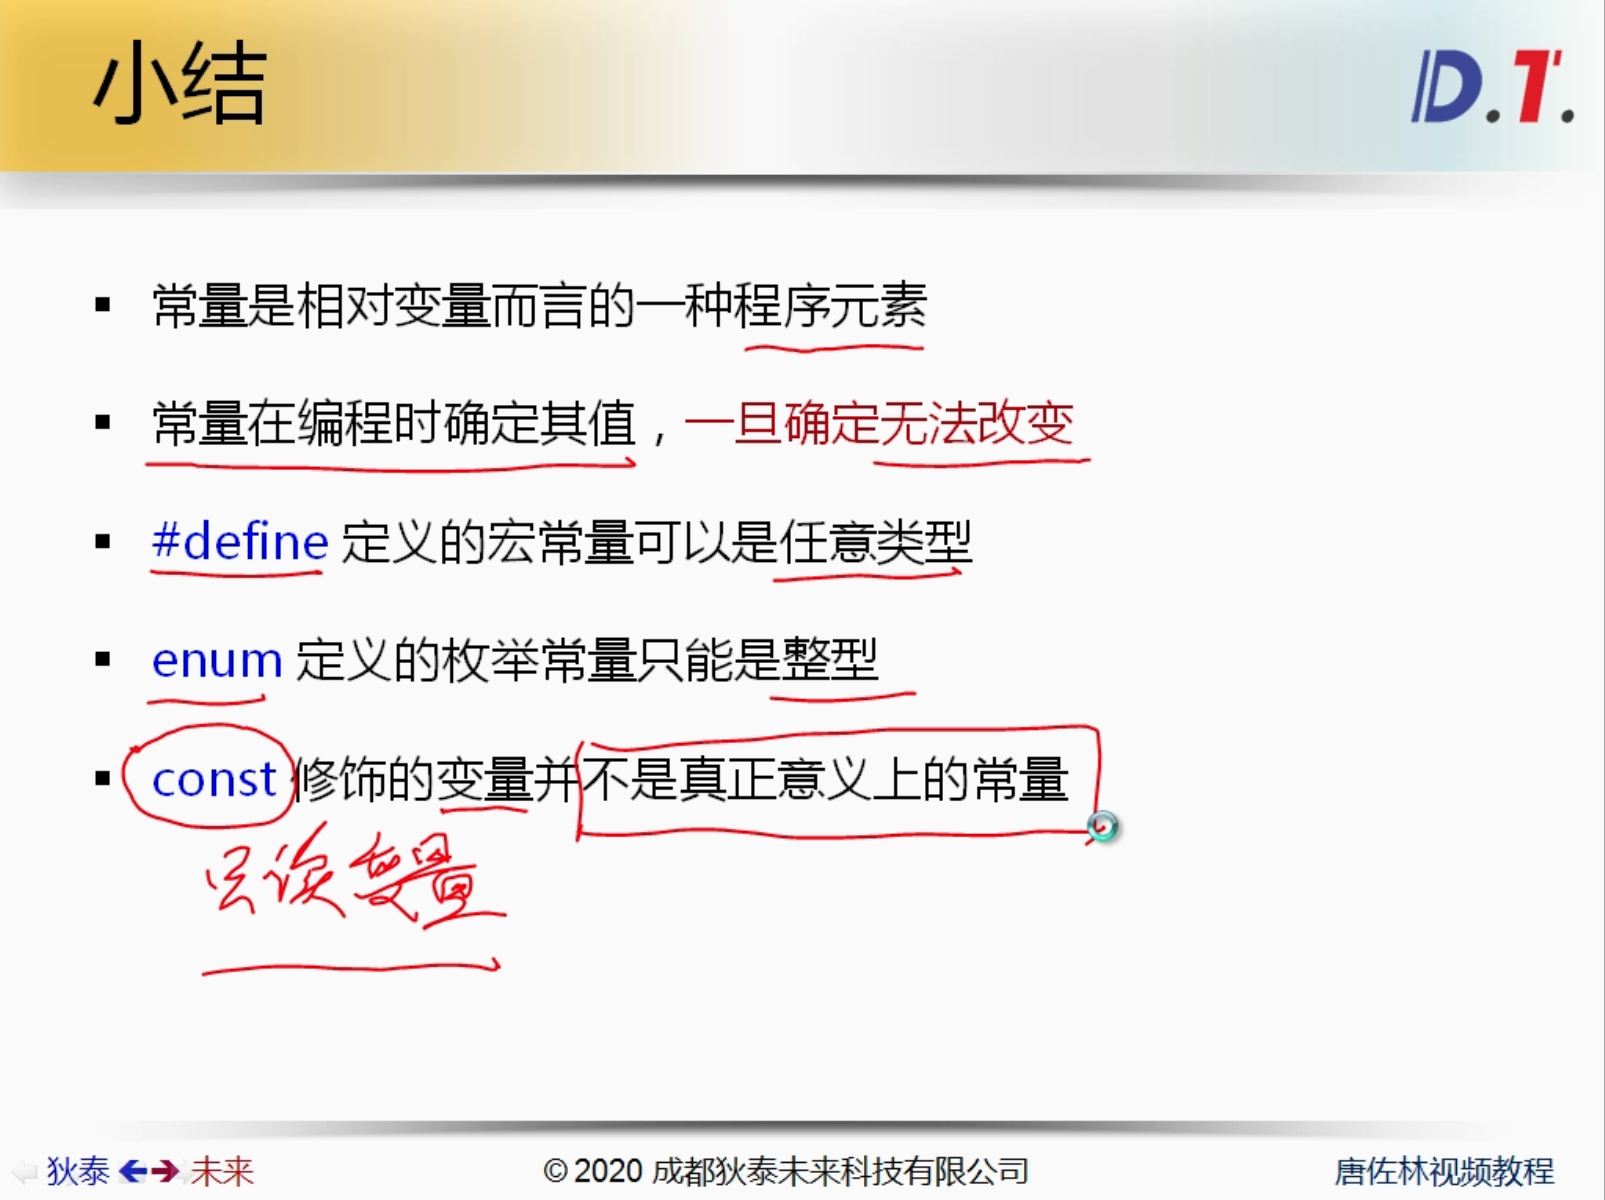 小结
D.T.
▪ 常量是相对变量而言的一种程序元素
▪ 常量在编程时确定其值，一旦确定无法改变
▪ #define 定义的宏常量可以是任意类型
▪ enum 定义的枚举常量只能是整型
▪ const 修饰的变量并不是真正意义上的常量
只读变量
狄泰 未来
© 2020 成都狄泰未来科技有限公司
唐佐林视频教程